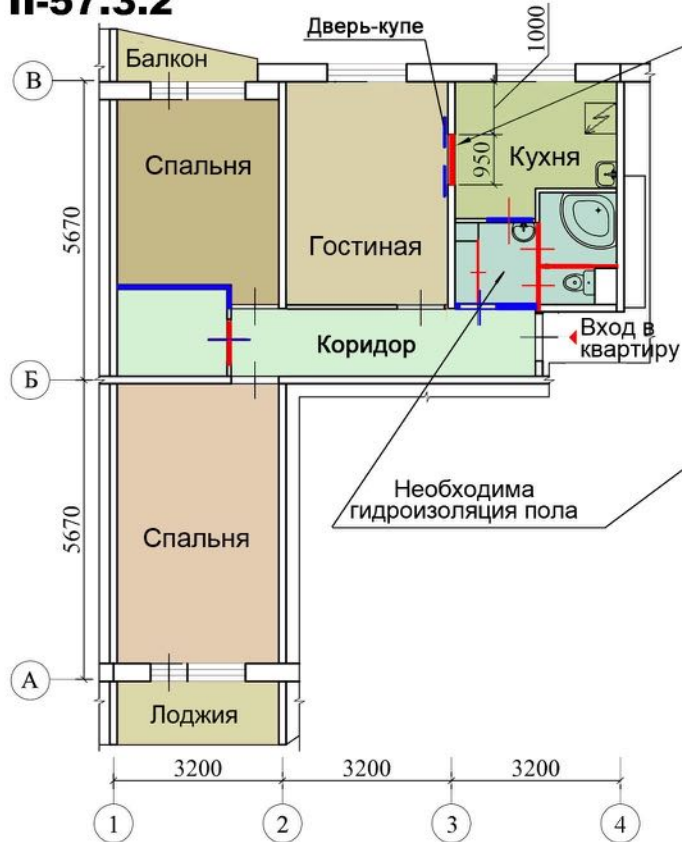 II-57.3.2
Дверь-купе
1000
Балкон
В
Спальня
950
Кухня
5670
Гостиная
Коридор
Вход в
квартиру
Б
Необходима
гидроизоляция пола
5670
Спальня
А
Лоджия
3200
3200
3200
1
2
3
4